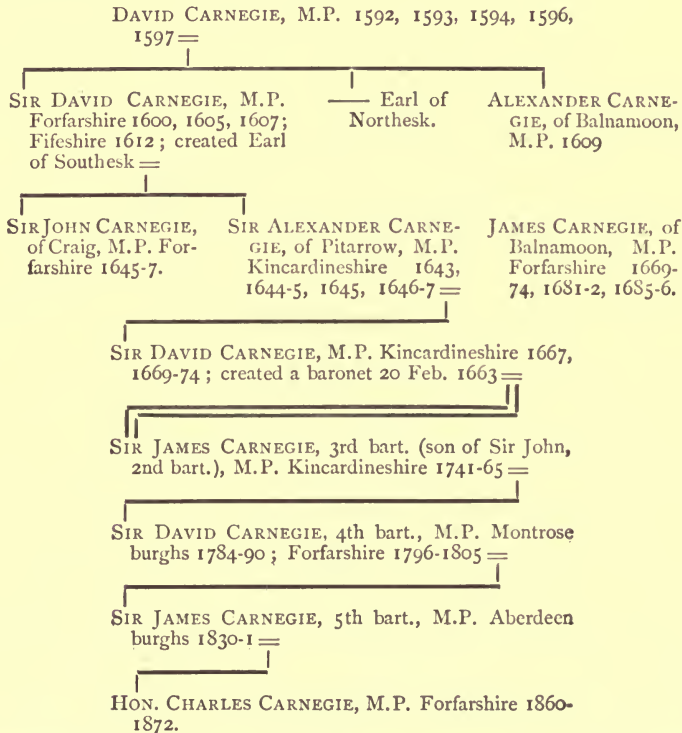 DAVID CARNEGIE, M.P. 1592, 1593, 1594, 1596,
1597 =
SIR DAVID CARNEGIE, M.P.
Forfarshire 1600, 1605, 1607;
Fifeshire 1612; created Earl
of Southesk =
—— Earl of
Northesk.
ALEXANDER CARNE-
GIE, of Balnamoon,
M.P. 1609
SIR JOHN CARNEGIE,
of Craig, M.P. For-
farshire 1645-7.
SIR ALEXANDER CARNE-
GIE, of Pitarrow, M.P.
Kincardineshire 1643,
1644-5, 1645, 1646-7 =
JAMES CARNEGIE, of
Balnamoon, M.P.
Forfarshire 1669-
74, 1681-2, 1685-6.
SIR DAVID CARNEGIE, M.P. Kincardineshire 1667,
1669-74; created a baronet 20 Feb. 1663 =
SIR JAMES CARNEGIE, 3rd bart. (son of Sir John,
2nd bart.), M.P. Kincardineshire 1741-65 =
SIR DAVID CARNEGIE, 4th bart., M.P. Montrose
burghs 1784-90; Forfarshire 1796-1805 =
SIR JAMES CARNEGIE, 5th bart., M.P. Aberdeen
burghs 1830-1 =
HON. CHARLES CARNEGIE, M.P. Forfarshire 1860-
1872.